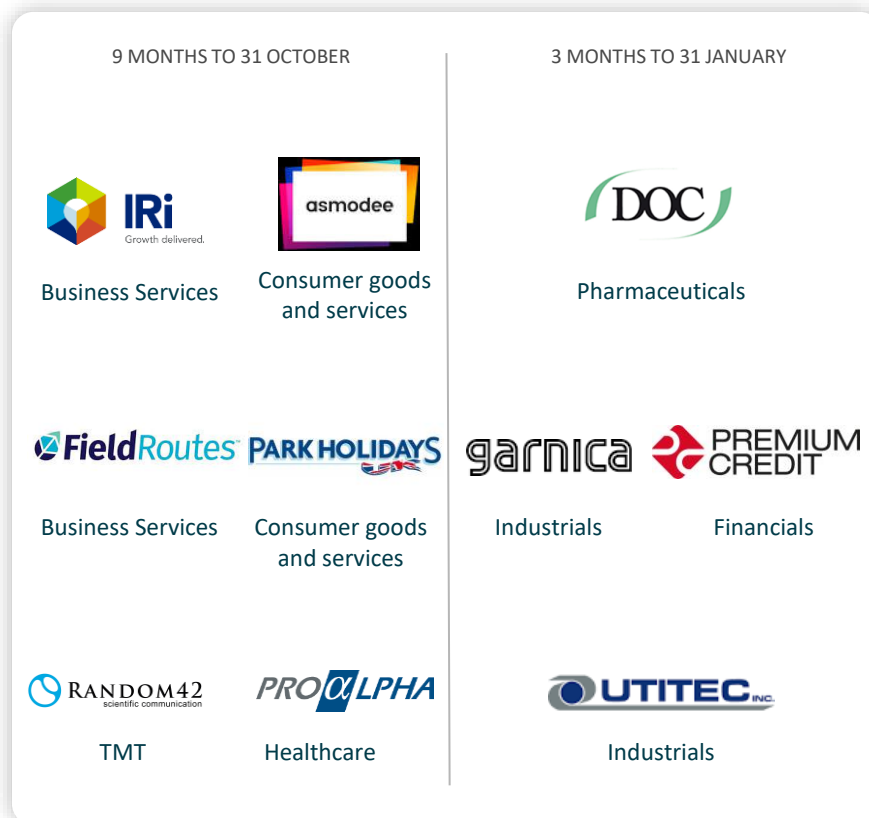 9 MONTHS TO 31 OCTOBER
3 MONTHS TO 31 JANUARY
IRi
Growth delivered.
asmodee
DOC
Business Services
Consumer goods
and services
Pharmaceuticals
FieldRoutes
PARK HOLIDAYS
garnica
PREMIUM
CREDIT
Business Services
Consumer goods
and services
Industrials
Financials
RANDOM42
scientific communication
PROαLPHA
UTITEC INC.
TMT
Healthcare
Industrials